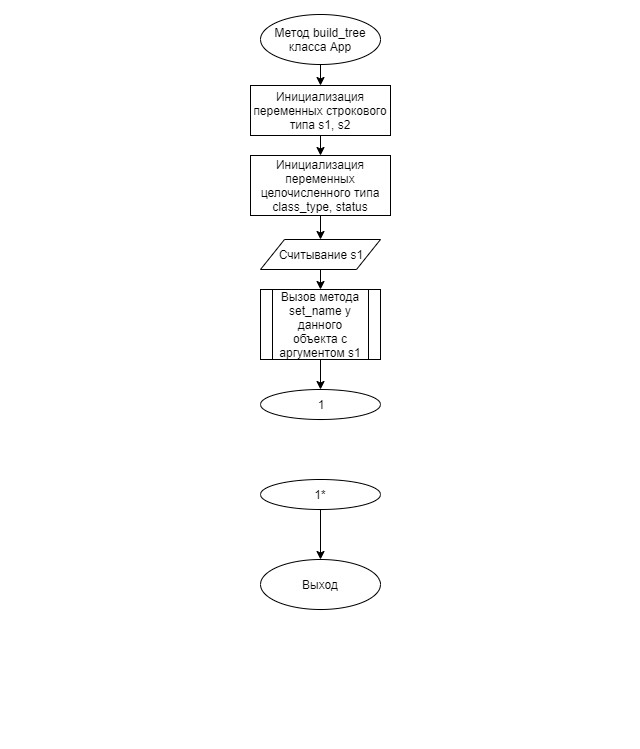 Метод build_tree
класса App
Инициализация
переменных строкового
типа s1, s2
Инициализация
переменных
целочисленного типа
class_type, status
Считывание s1
Вызов метода
set_name у
данного
объекта с
аргументом s1
1
1*
Выход